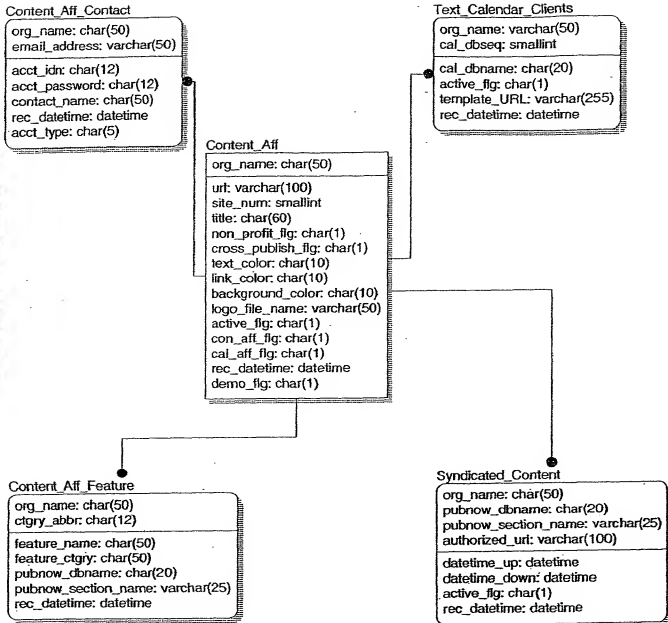 Content_Aff_Contact
org_name: char(50)
email_address: varchar(50)
acct_idn: char(12)
acct_password: char(12)
contact_name: char(50)
rec_datetime: datetime
acct_type: char(5)
Text_Calendar_Clients
org_name: varchar(50)
cal_dbseq: smallint
cal_dbname: char(20)
active_flg: char(1)
template_URL: varchar(255)
rec_datetime: datetime
Content_Aff
org_name: char(50)
url: varchar(100)
site_num: smallint
title: char(60)
non_profit_flg: char(1)
cross_publish_flg: char(1)
text_color: char(10)
link_color: char(10)
background_color: char(10)
logo_file_name: varchar(50)
active_flg: char(1)
con_aff_flg: char(1)
cal_aff_flg: char(1)
rec_datetime: datetime
demo_flg: char(1)
Content_Aff_Feature
org_name: char(50)
ctgry_abbr: char(12)
feature_name: char(50)
feature_ctgry: char(50)
pubnow_dbname: char(20)
pubnow_section_name: varchar(25)
rec_datetime: datetime
Syndicated_Content
org_name: char(50)
pubnow_dbname: char(20)
pubnow_section_name: varchar(25)
authorized_url: varchar(100)
datetime_up: datetime
datetime_down: datetime
active_flg: char(1)
rec_datetime: datetime